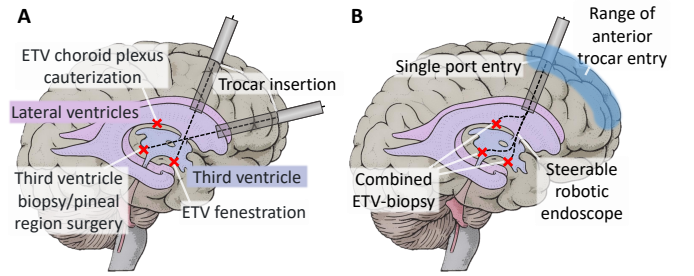 A
ETV choroid plexus
cauterization
Trocar insertion
Lateral ventricles
Third ventricle
biopsy/pineal
region surgery
Third ventricle
ETV fenestration
B
Range of
anterior
trocar entry
Single port entry
Combined
ETV-biopsy
Steerable
robotic
endoscope